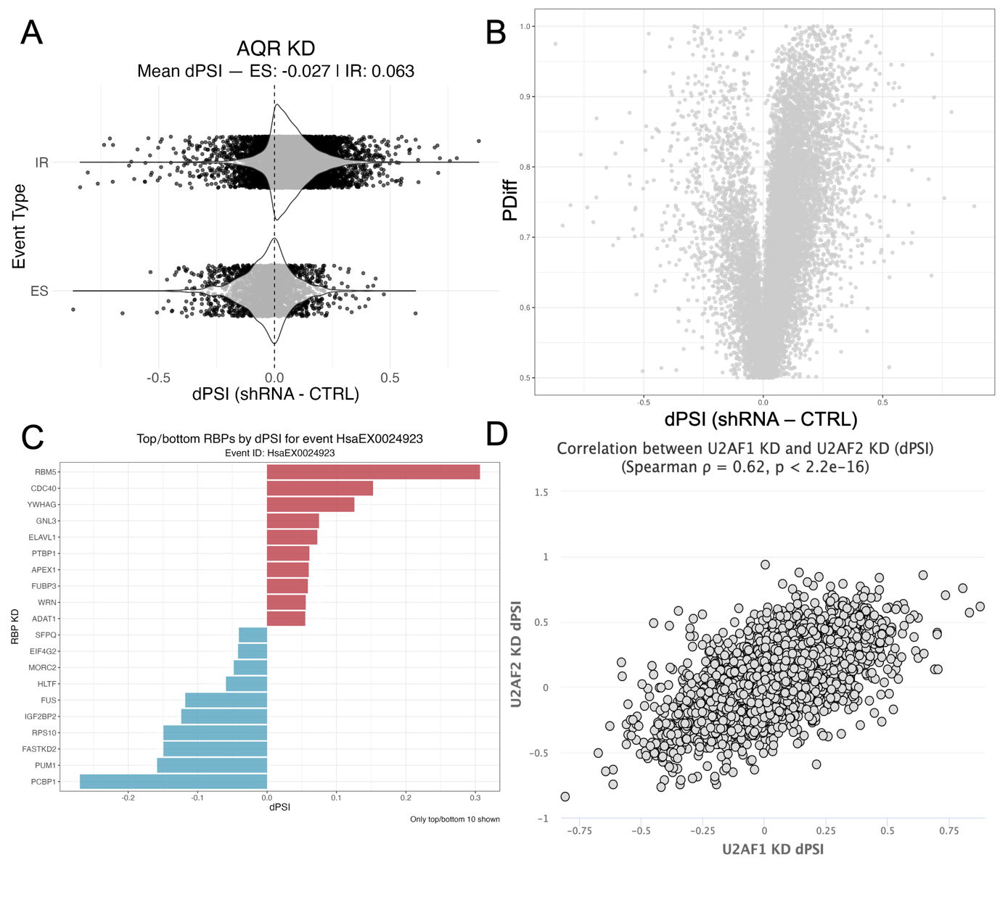 A
AQR KD
Mean dPSI — ES: -0.027 | IR: 0.063
Event Type
IR
ES
-0.5
0.0
0.5
dPSI (shRNA - CTRL)
B
PDiff
1.0
0.9
0.8
0.7
0.6
0.5
-0.5
0.0
0.5
dPSI (shRNA – CTRL)
C
Top/bottom RBPs by dPSI for event HsaEX0024923
Event ID: HsaEX0024923
RBP KD
RBM5
CDC40
YWHAG
GNL3
ELAVL1
PTBP1
APEX1
FUBP3
WRN
ADAT1
SFPQ
EIF4G2
MORC2
HLTF
FUS
IGF2BP2
RPS10
FASTKD2
PUM1
PCBP1
-0.2
-0.1
0.0
0.1
0.2
0.3
dPSI
Only top/bottom 10 shown
D
Correlation between U2AF1 KD and U2AF2 KD (dPSI)
(Spearman ρ = 0.62, p < 2.2e−16)
U2AF2 KD dPSI
1.5
1
0.5
0
−0.5
−1
−0.75
−0.5
−0.25
0
0.25
0.5
0.75
U2AF1 KD dPSI